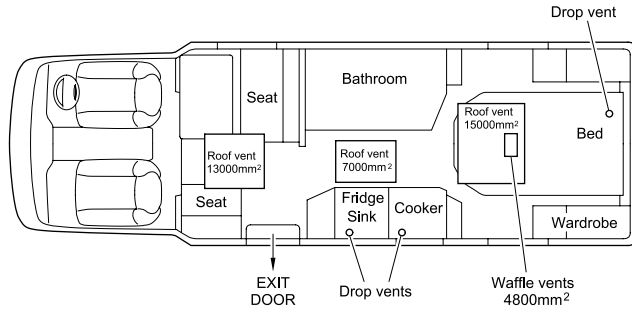 Drop vent
Bathroom
Seat
Roof vent
15000mm²
Bed
Roof vent
13000mm²
Roof vent
7000mm²
Seat
Fridge
Sink
Cooker
Wardrobe
EXIT
DOOR
Drop vents
Waffle vents
4800mm²